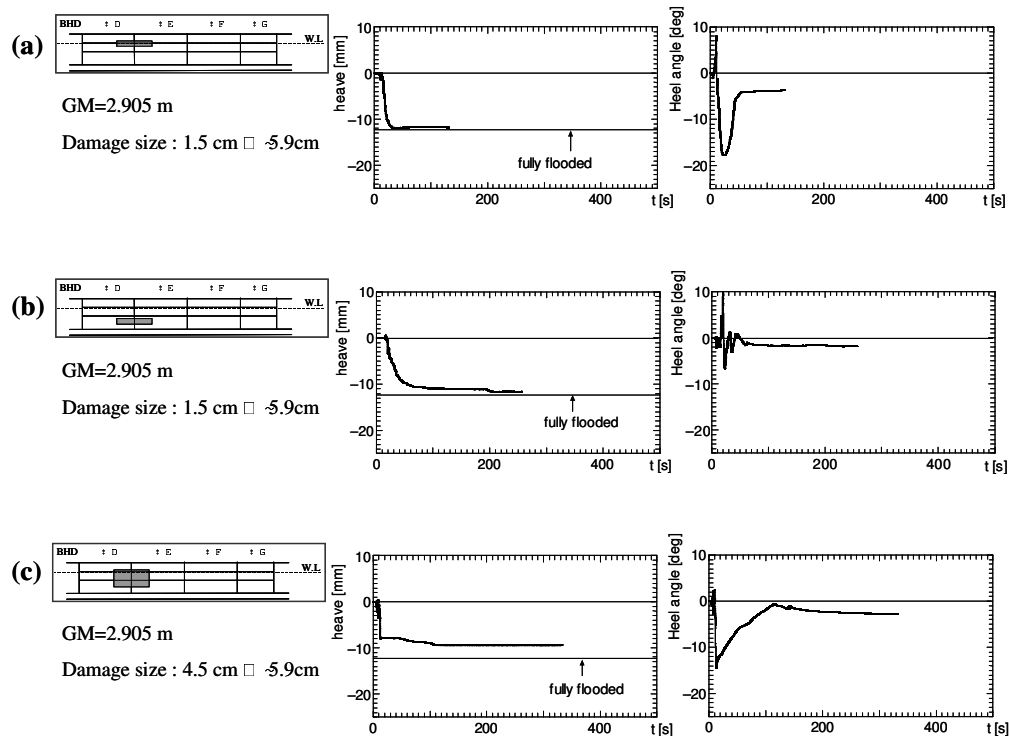 (a)
BHD ‡ D ‡ E ‡ F ‡ G
W.L
GM=2.905 m
Damage size : 1.5 cm □ ~5.9cm
heave [mm]
10
0
−10
−20
fully flooded
0 200 400 t [s]
Heel angle [deg]
10
0
−10
−20
0 200 400 t [s]
(b)
BHD ‡ D ‡ E ‡ F ‡ G
W.L
GM=2.905 m
Damage size : 1.5 cm □ ~5.9cm
heave [mm]
10
0
−10
−20
fully flooded
0 200 400 t [s]
Heel angle [deg]
10
0
−10
−20
0 200 400 t [s]
(c)
BHD ‡ D ‡ E ‡ F ‡ G
W.L
GM=2.905 m
Damage size : 4.5 cm □ ~5.9cm
heave [mm]
10
0
−10
−20
fully flooded
0 200 400 t [s]
Heel angle [deg]
10
0
−10
−20
0 200 400 t [s]